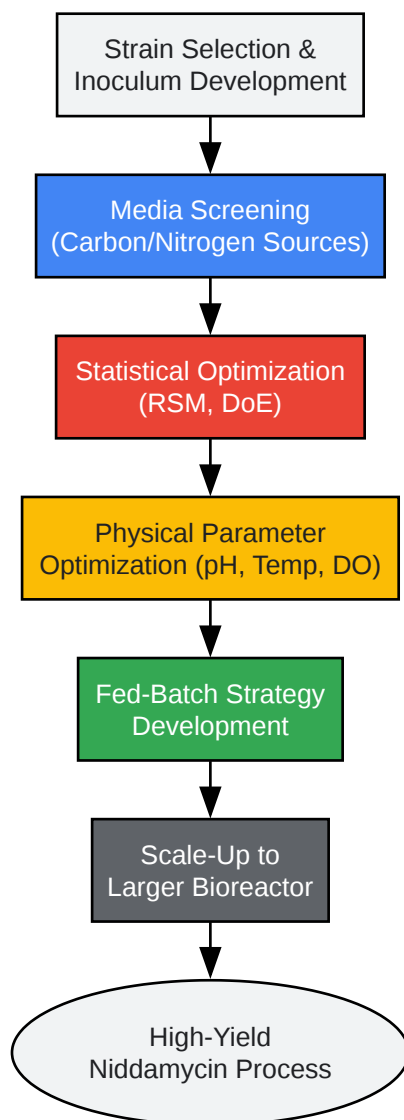 Strain Selection &
Inoculum Development
Media Screening
(Carbon/Nitrogen Sources)
Statistical Optimization
(RSM, DoE)
Physical Parameter
Optimization (pH, Temp, DO)
Fed-Batch Strategy
Development
Scale-Up to
Larger Bioreactor
High-Yield
Niddamycin Process